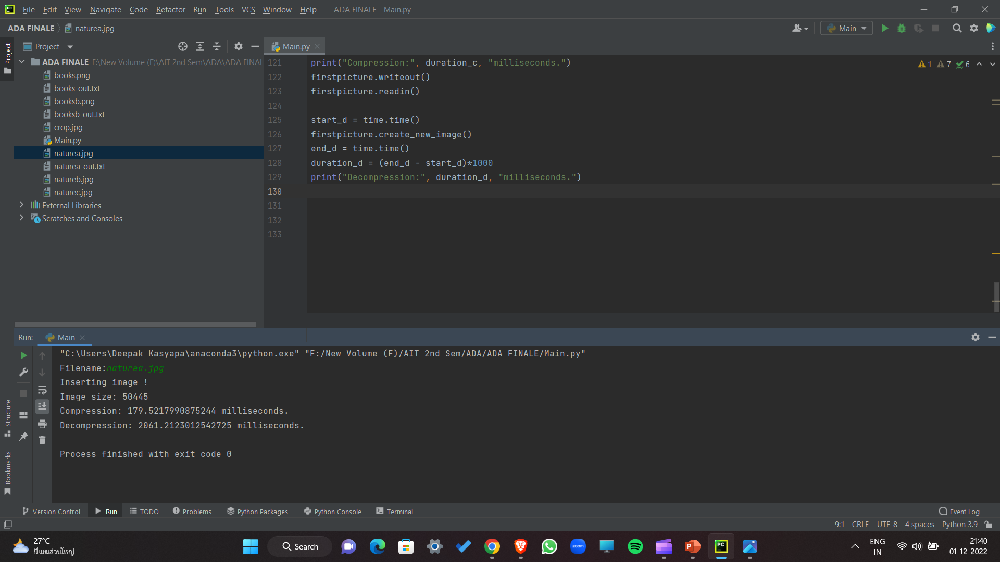 File Edit View Navigate Code Refactor Run Tools VCS Window Help ADA FINALE - Main.py
ADA FINALE naturea.jpg
Main
Project
Project
Main.py
ADA FINALE F:\New Volume (F)\AIT 2nd Sem\ADA\ADA FINAL
books.png
books_out.txt
booksb.png
booksb_out.txt
crop.jpg
Main.py
naturea.jpg
naturea_out.txt
natureb.jpg
naturec.jpg
External Libraries
Scratches and Consoles
1 7 6
121 print("Compression:", duration_c, "milliseconds.")
122 firstpicture.writeout()
123 firstpicture.readin()
124
125 start_d = time.time()
126 firstpicture.create_new_image()
127 end_d = time.time()
128 duration_d = (end_d - start_d)*1000
129 print("Decompression:", duration_d, "milliseconds.")
130
131
132
133
Run: Main
"C:\Users\Deepak Kasyapa\anaconda3\python.exe" "F:/New Volume (F)/AIT 2nd Sem/ADA/ADA FINALE/Main.py"
Filename:naturea.jpg
Inserting image !
Image size: 50445
Compression: 179.5217990875244 milliseconds.
Decompression: 2061.2123012542725 milliseconds.
Process finished with exit code 0
Structure
Bookmarks
Version Control Run TODO Problems Python Packages Python Console Terminal Event Log
9:1 CRLF UTF-8 4 spaces Python 3.9
27°C
มีเมฆส่วนใหญ่
Search
zoom
ENG
IN
21:40
01-12-2022